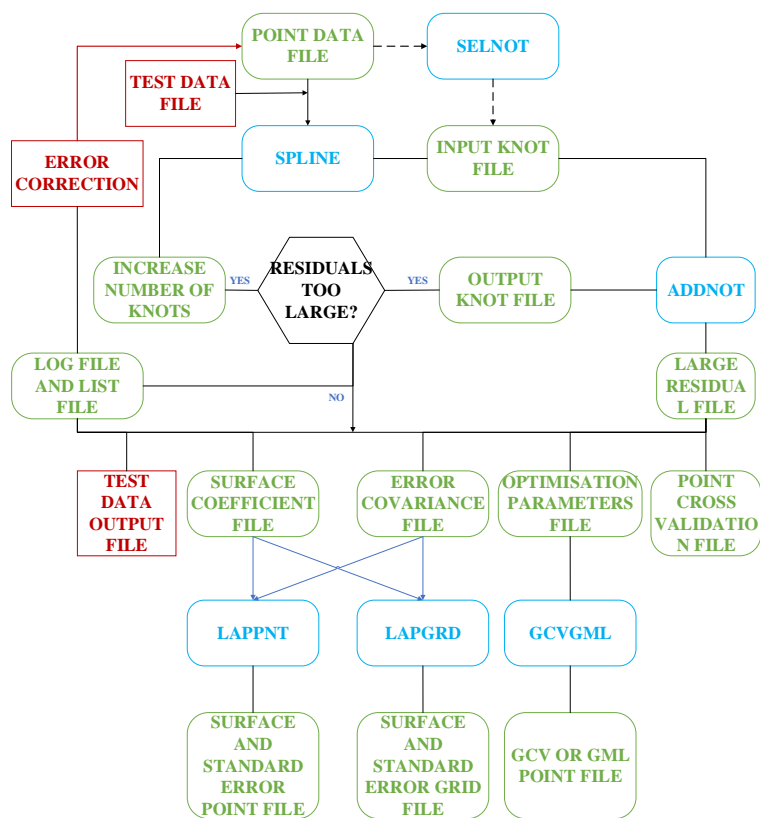 POINT DATA
FILE
SELNOT
TEST DATA
FILE
ERROR
CORRECTION
SPLINE
INPUT KNOT
FILE
INCREASE
NUMBER OF
KNOTS
YES
RESIDUALS
TOO
LARGE?
YES
OUTPUT
KNOT FILE
ADDNOT
LOG FILE
AND LIST
FILE
NO
LARGE
RESIDUA
L FILE
TEST
DATA
OUTPUT
FILE
SURFACE
COEFFICIENT
FILE
ERROR
COVARIANCE
FILE
OPTIMISATION
PARAMETERS
FILE
POINT
CROSS
VALIDATIO
N FILE
LAPPNT
LAPGRD
GCVGML
SURFACE
AND
STANDARD
ERROR
POINT FILE
SURFACE
AND
STANDARD
ERROR GRID
FILE
GCV OR GML
POINT FILE